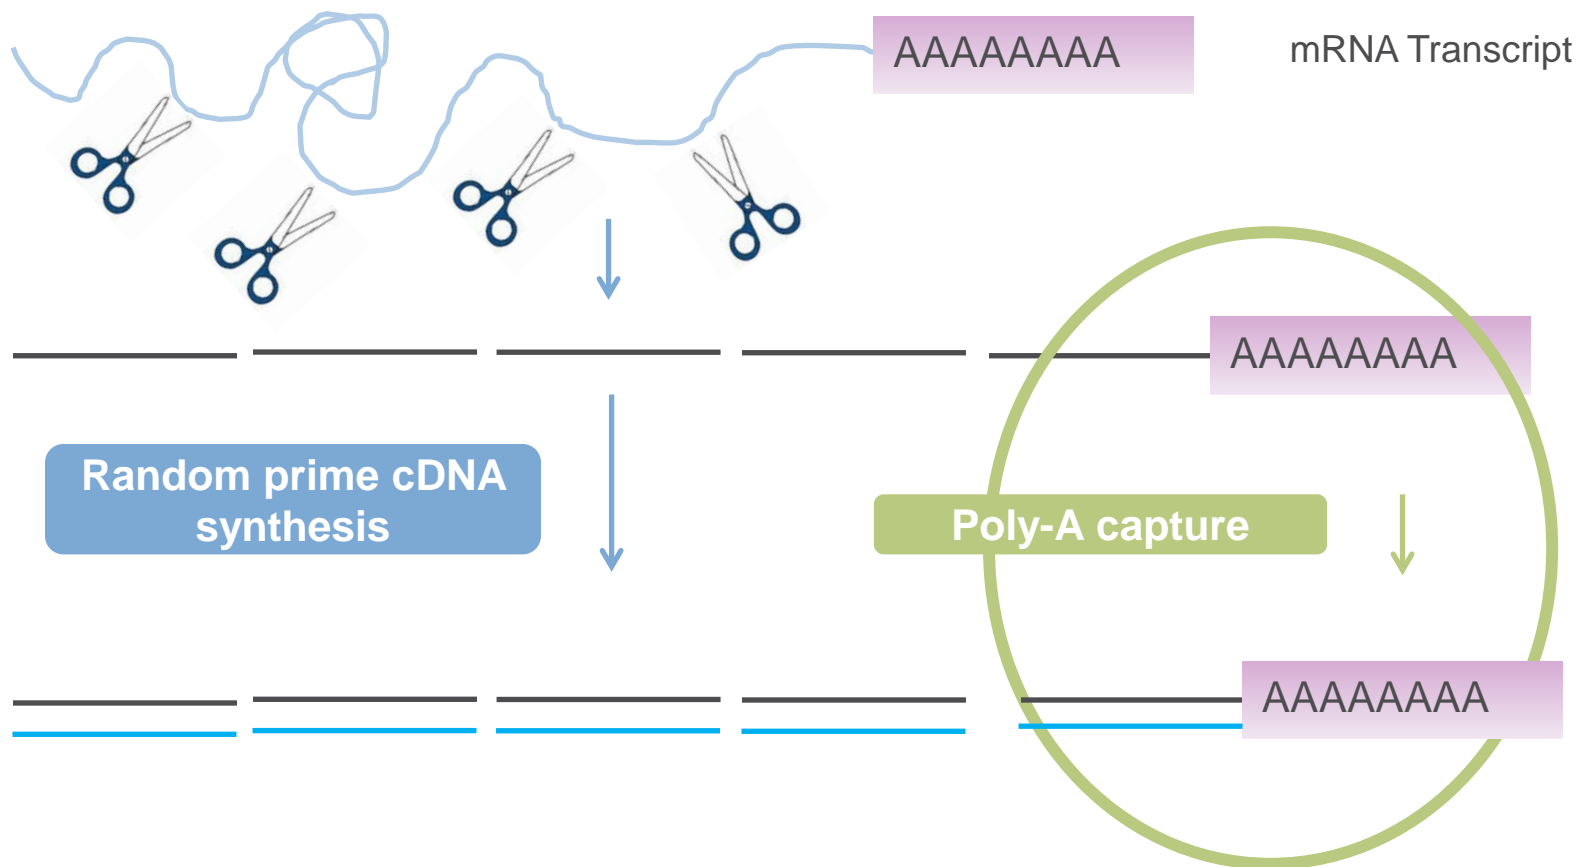 AAAAAAAA
mRNA Transcript
AAAAAAAA
Random prime cDNA
synthesis
Poly-A capture
AAAAAAAA